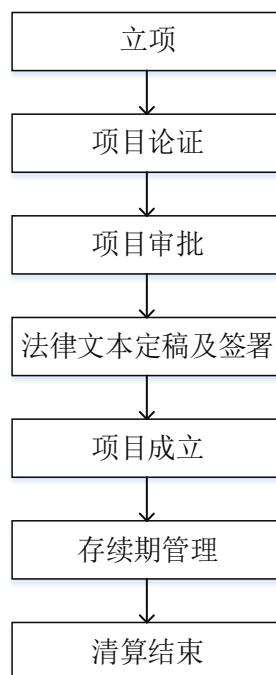 立项
项目论证
项目审批
法律文本定稿及签署
项目成立
存续期管理
清算结束